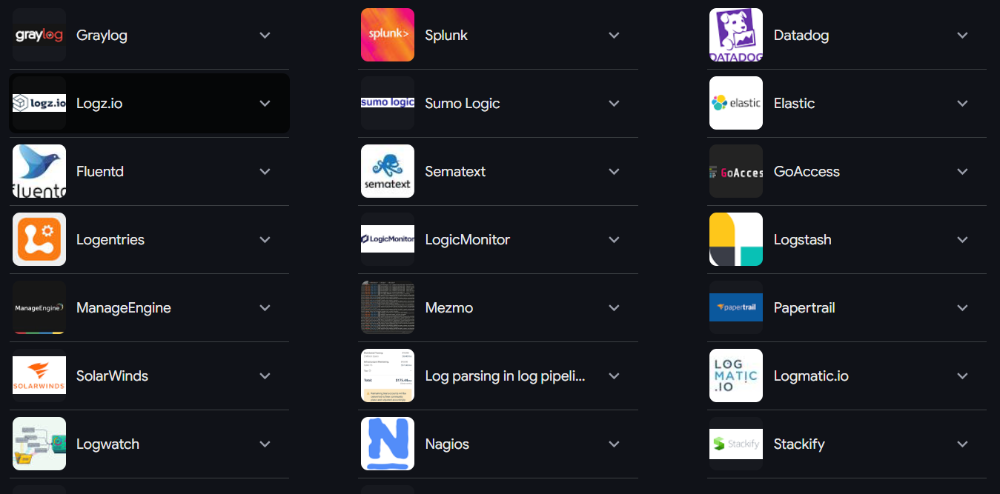 graylog
Graylog
splunk>
Splunk
DATADOG
Datadog
logz.io
Logz.io
sumo logic
Sumo Logic
elastic
Elastic
fluentd
Fluentd
sematext
Sematext
GoAcces
GoAccess
Logentries
LogicMonitor
LogicMonitor
Logstash
ManageEngine
ManageEngine
Mezmo
papertrail
Papertrail
SOLARWINDS
SolarWinds
Total:
Log parsing in log pipeli...
LOG
MATIC
.IO
Logmatic.io
Logwatch
Nagios
Stackify
Stackify